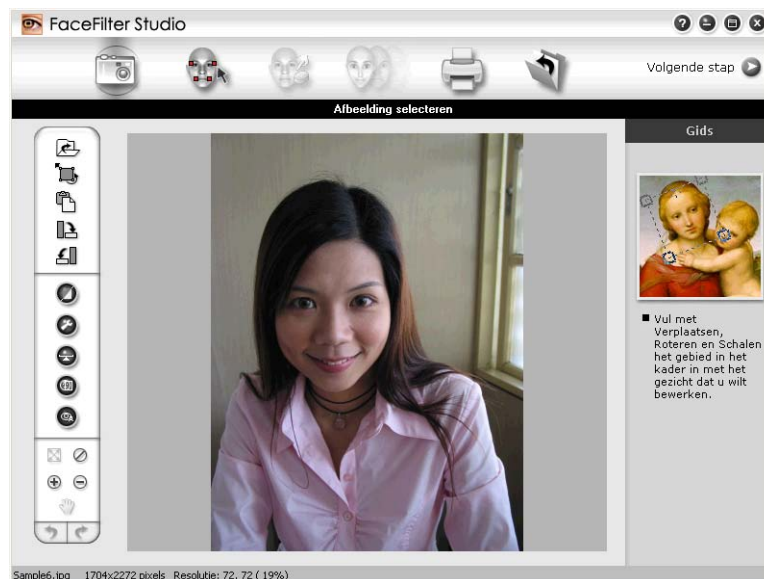 FaceFilter Studio
Volgende stap
Afbeelding selecteren
Gids
Vul met
Verplaatsen,
Roteren en Schalen
het gebied in het
kader in met het
gezicht dat u wilt
bewerken.
Sample6.jpg 1704x2272 pixels Resolutie: 72, 72 ( 19%)